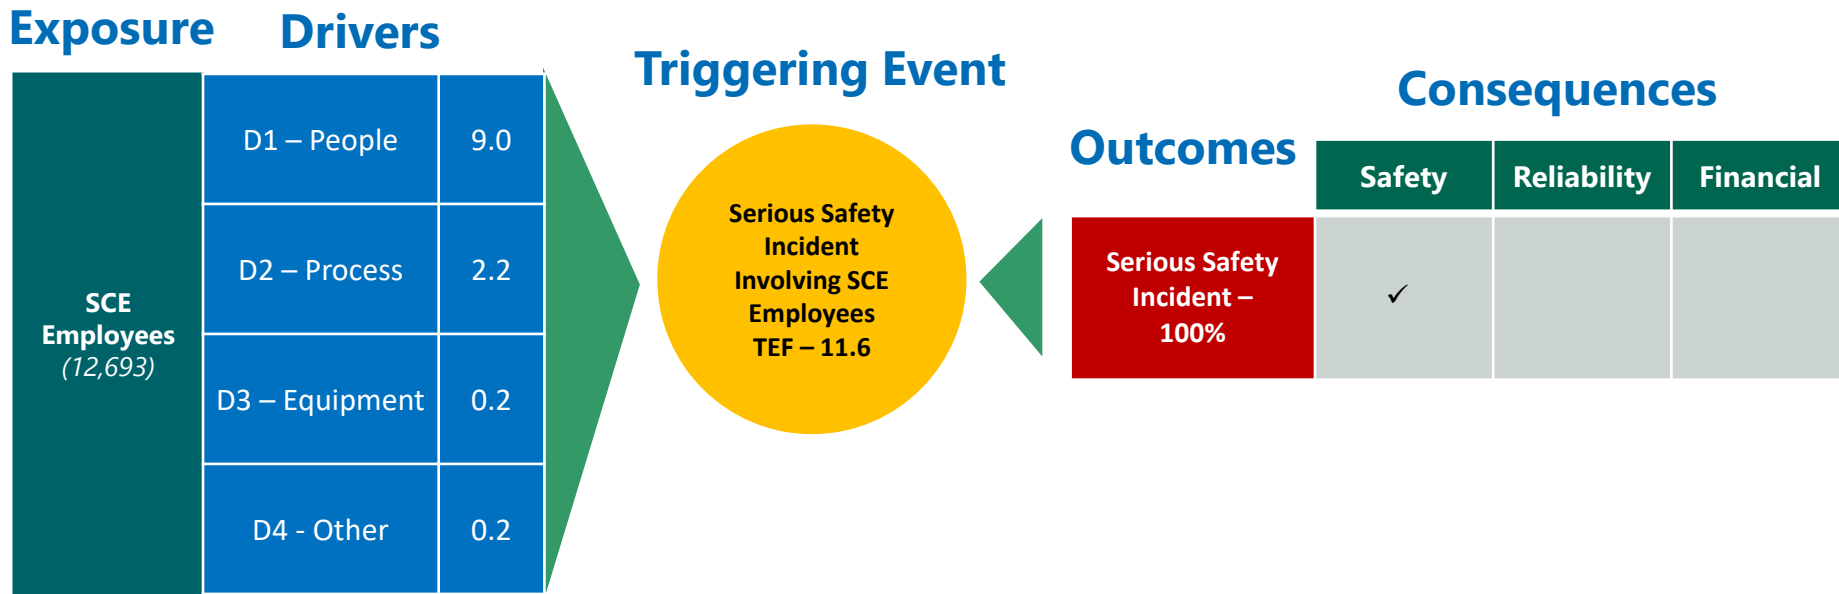 Exposure
Drivers
Triggering Event
Consequences
Outcomes
SCE
Employees
(12,693)
D1 – People
9.0
D2 – Process
2.2
D3 – Equipment
0.2
D4 - Other
0.2
Serious Safety
Incident
Involving SCE
Employees
TEF – 11.6
Safety
Reliability
Financial
Serious Safety
Incident –
100%
✓